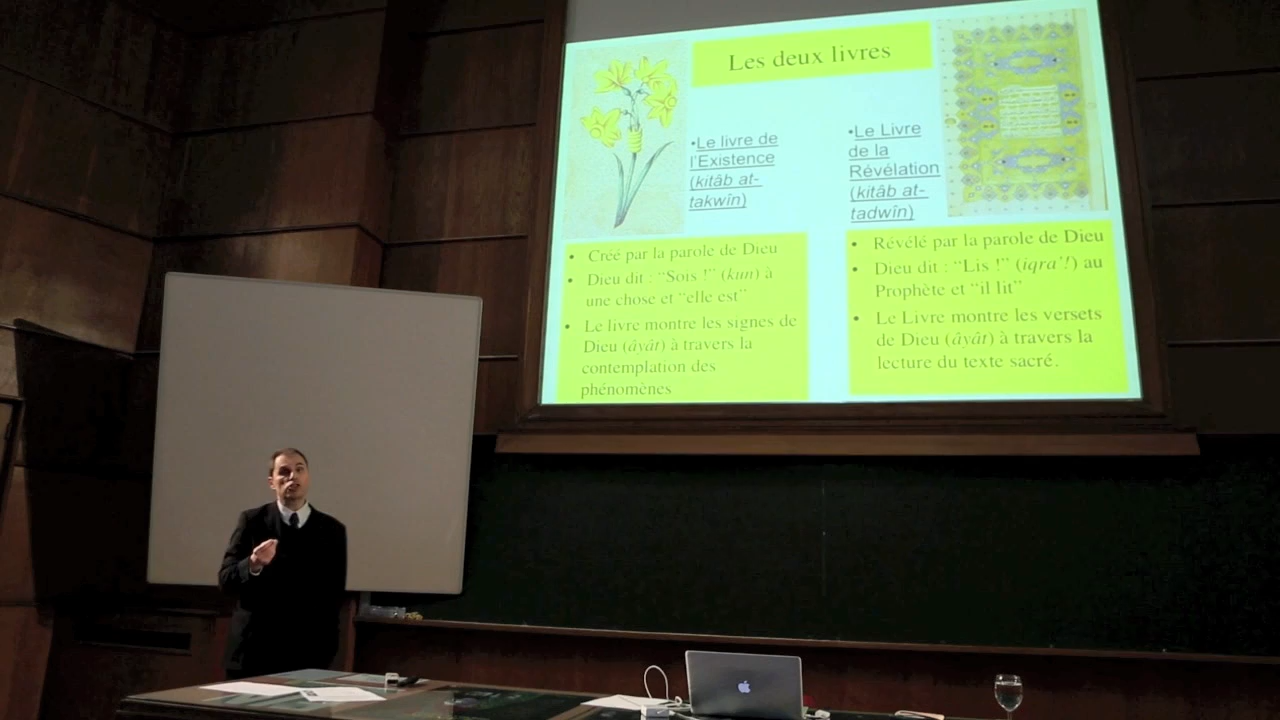 Les deux livres
•Le livre de
l'Existence
(kitâb at-
takwîn)
•Le Livre
de la
Révélation
(kitâb at-
tadwîn)
• Créé par la parole de Dieu
• Dieu dit : “Sois !” (kun) à
une chose et “elle est”
• Le livre montre les signes de
Dieu (âyât) à travers la
contemplation des
phénomènes
• Révélé par la parole de Dieu
• Dieu dit : “Lis !” (iqra’!) au
Prophète et “il lit”
• Le Livre montre les versets
de Dieu (âyât) à travers la
lecture du texte sacré.